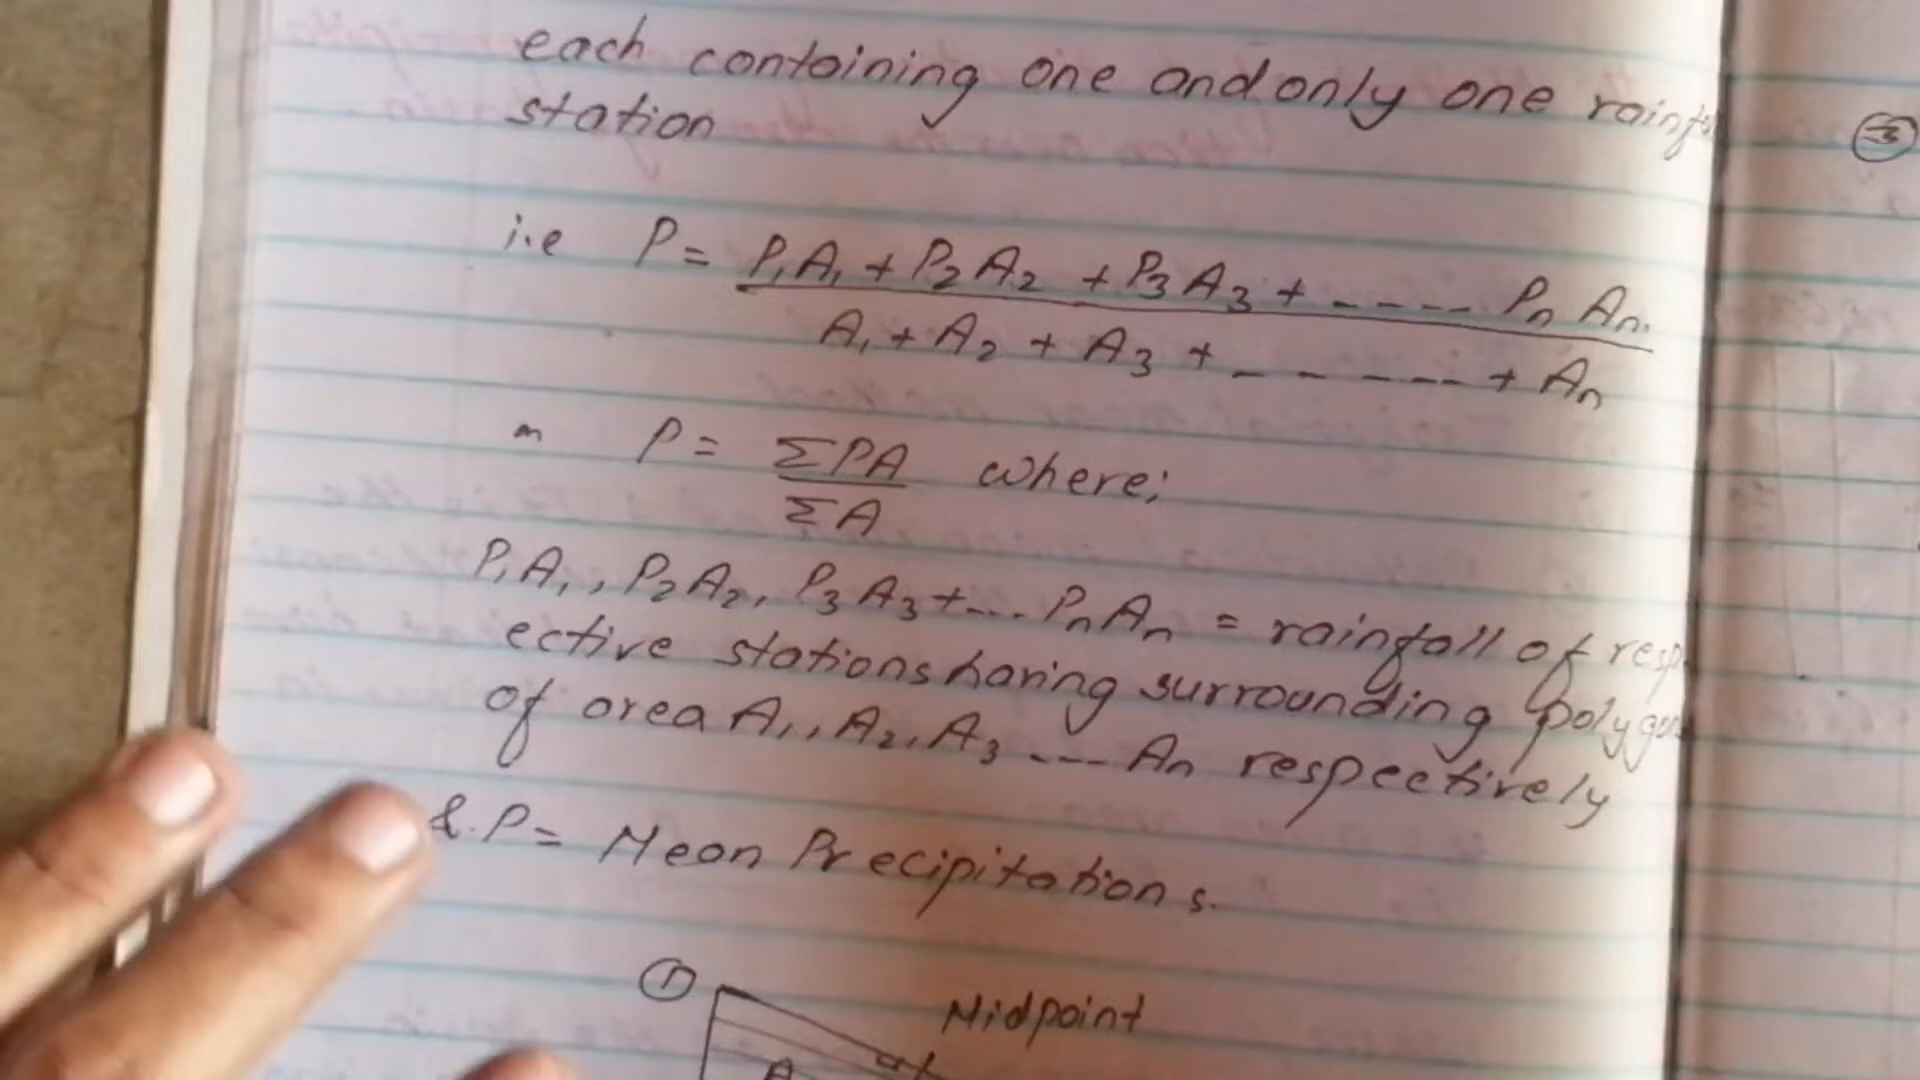 each containing one and only one rainfa
station
i.e P = P1A1 + P2A2 + P3A3 + ----- PnAn.
A1 + A2 + A3 + ------ + An
P = ΣPA where;
ΣA
P1A1, P2A2, P3A3 +--.. PnAn = rainfall of resp
ective stations having surrounding polygon
of area A1, A2, A3 --- An respectively
& P = Mean Precipitations.
1
Midpoint
A
3